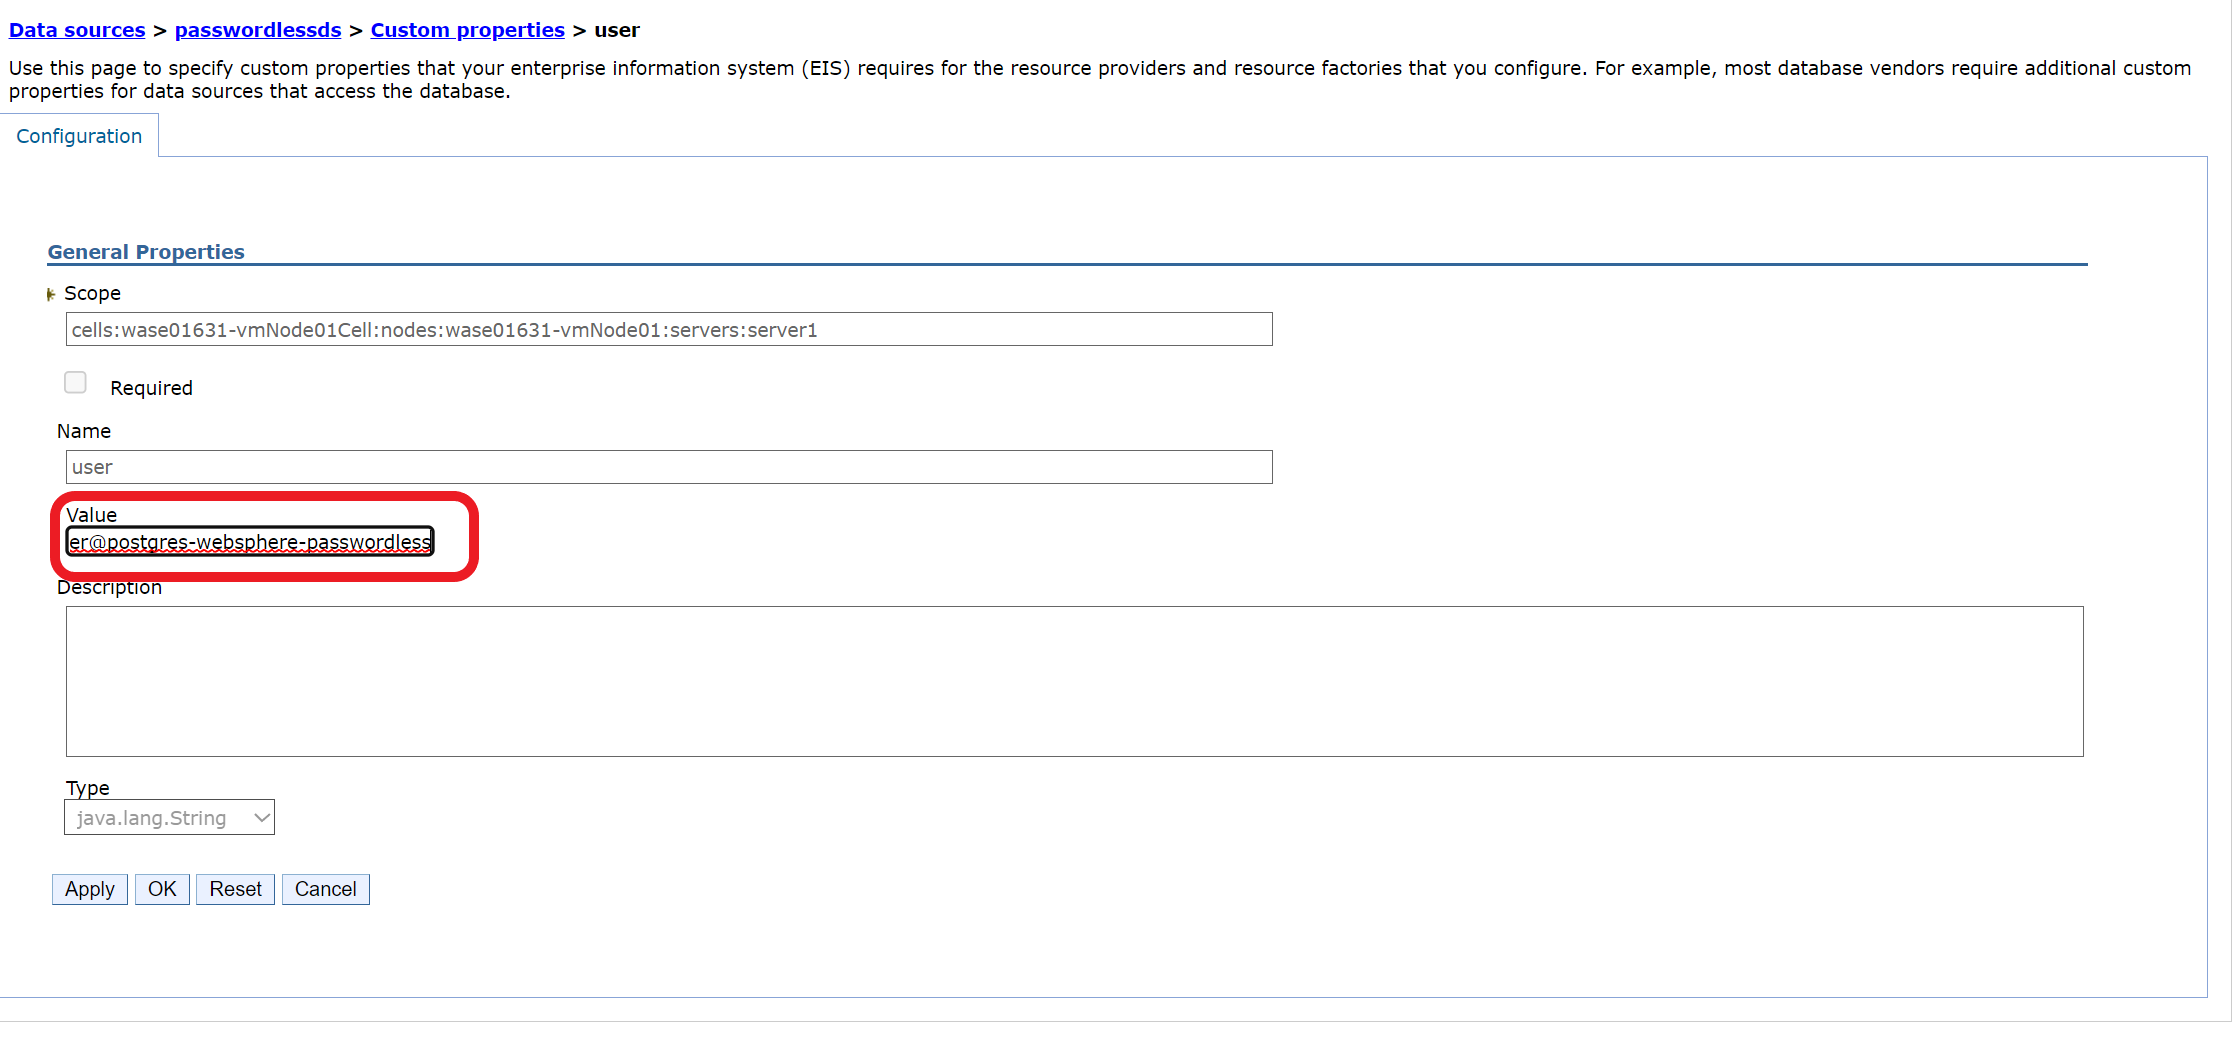 Data sources > passwordlessds > Custom properties > user
Use this page to specify custom properties that your enterprise information system (EIS) requires for the resource providers and resource factories that you configure. For example, most database vendors require additional custom
properties for data sources that access the database.
Configuration
General Properties
Scope
cells:wase01631-vmNode01Cell:nodes:wase01631-vmNode01:servers:server1
Required
Name
user
Value
er@postgres-websphere-passwordless
Description
Type
java.lang.String
Apply OK Reset Cancel